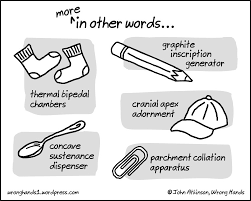 more
in other words...
graphite
inscription
generator
thermal bipedal
chambers
cranial apex
adornment
concave
sustenance
dispenser
parchment collation
apparatus
wronghands1.wordpress.com
© John Atkinson, Wrong Hands